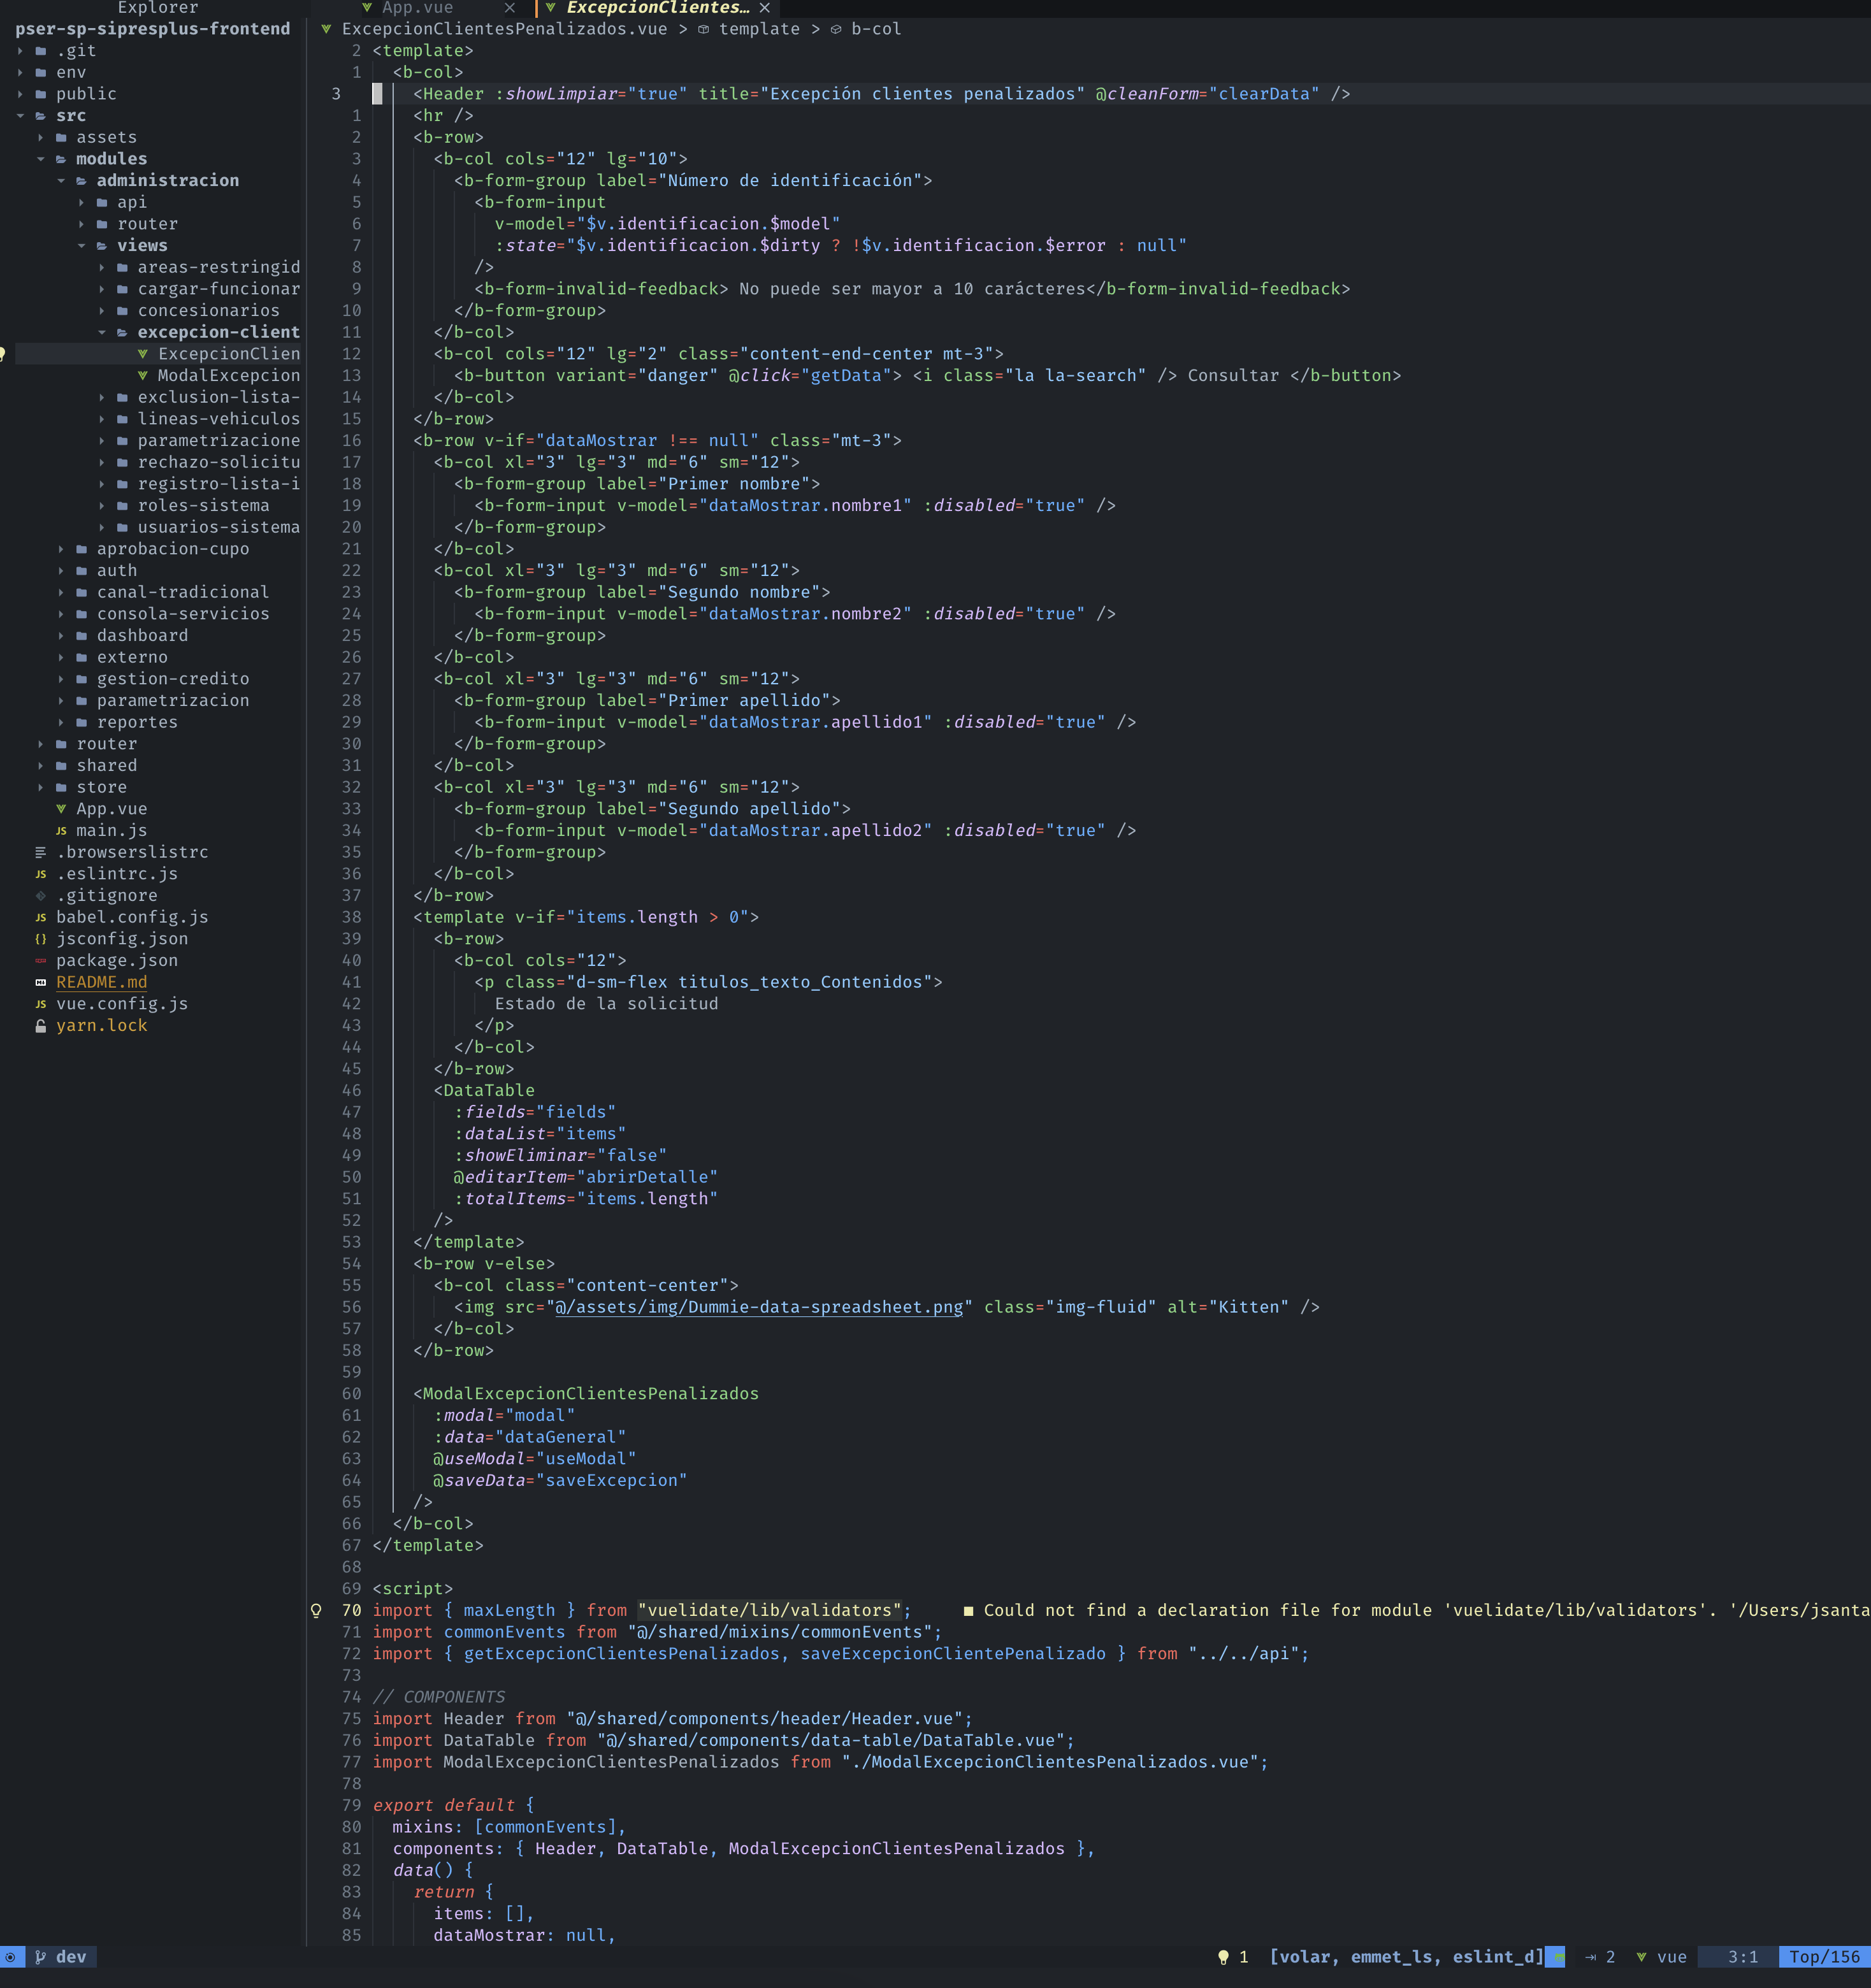 Explorer
pser-sp-sipresplus-frontend
.git
env
public
src
assets
modules
administracion
api
router
views
areas-restringid
cargar-funcionar
concesionarios
excepcion-client
ExcepcionClien
ModalExcepcion
exclusion-lista-
lineas-vehiculos
parametrizacione
rechazo-solicitu
registro-lista-i
roles-sistema
usuarios-sistema
aprobacion-cupo
auth
canal-tradicional
consola-servicios
dashboard
externo
gestion-credito
parametrizacion
reportes
router
shared
store
App.vue
JS main.js
.browserslistrc
JS .eslintrc.js
.gitignore
JS babel.config.js
{} jsconfig.json
package.json
README.md
JS vue.config.js
yarn.lock
App.vue × ExcepcionClientes… ×
ExcepcionClientesPenalizados.vue > template > b-col
2 <template>
1 <b-col>
3 <Header :showLimpiar="true" title="Excepción clientes penalizados" @cleanForm="clearData" />
1 <hr />
2 <b-row>
3 <b-col cols="12" lg="10">
4 <b-form-group label="Número de identificación">
5 <b-form-input
6 v-model="$v.identificacion.$model"
7 :state="$v.identificacion.$dirty ? !$v.identificacion.$error : null"
8 />
9 <b-form-invalid-feedback> No puede ser mayor a 10 carácteres</b-form-invalid-feedback>
10 </b-form-group>
11 </b-col>
12 <b-col cols="12" lg="2" class="content-end-center mt-3">
13 <b-button variant="danger" @click="getData"> <i class="la la-search" /> Consultar </b-button>
14 </b-col>
15 </b-row>
16 <b-row v-if="dataMostrar !== null" class="mt-3">
17 <b-col xl="3" lg="3" md="6" sm="12">
18 <b-form-group label="Primer nombre">
19 <b-form-input v-model="dataMostrar.nombre1" :disabled="true" />
20 </b-form-group>
21 </b-col>
22 <b-col xl="3" lg="3" md="6" sm="12">
23 <b-form-group label="Segundo nombre">
24 <b-form-input v-model="dataMostrar.nombre2" :disabled="true" />
25 </b-form-group>
26 </b-col>
27 <b-col xl="3" lg="3" md="6" sm="12">
28 <b-form-group label="Primer apellido">
29 <b-form-input v-model="dataMostrar.apellido1" :disabled="true" />
30 </b-form-group>
31 </b-col>
32 <b-col xl="3" lg="3" md="6" sm="12">
33 <b-form-group label="Segundo apellido">
34 <b-form-input v-model="dataMostrar.apellido2" :disabled="true" />
35 </b-form-group>
36 </b-col>
37 </b-row>
38 <template v-if="items.length > 0">
39 <b-row>
40 <b-col cols="12">
41 <p class="d-sm-flex titulos_texto_Contenidos">
42 Estado de la solicitud
43 </p>
44 </b-col>
45 </b-row>
46 <DataTable
47 :fields="fields"
48 :dataList="items"
49 :showEliminar="false"
50 @editarItem="abrirDetalle"
51 :totalItems="items.length"
52 />
53 </template>
54 <b-row v-else>
55 <b-col class="content-center">
56 <img src="@/assets/img/Dummie-data-spreadsheet.png" class="img-fluid" alt="Kitten" />
57 </b-col>
58 </b-row>
59
60 <ModalExcepcionClientesPenalizados
61 :modal="modal"
62 :data="dataGeneral"
63 @useModal="useModal"
64 @saveData="saveExcepcion"
65 />
66 </b-col>
67 </template>
68
69 <script>
70 import { maxLength } from "vuelidate/lib/validators"; ■ Could not find a declaration file for module 'vuelidate/lib/validators'. '/Users/jsanta
71 import commonEvents from "@/shared/mixins/commonEvents";
72 import { getExcepcionClientesPenalizados, saveExcepcionClientePenalizado } from "../../api";
73
74 // COMPONENTS
75 import Header from "@/shared/components/header/Header.vue";
76 import DataTable from "@/shared/components/data-table/DataTable.vue";
77 import ModalExcepcionClientesPenalizados from "./ModalExcepcionClientesPenalizados.vue";
78
79 export default {
80 mixins: [commonEvents],
81 components: { Header, DataTable, ModalExcepcionClientesPenalizados },
82 data() {
83 return {
84 items: [],
85 dataMostrar: null,
dev 1 [volar, emmet_ls, eslint_d] 2 vue 3:1 Top/156